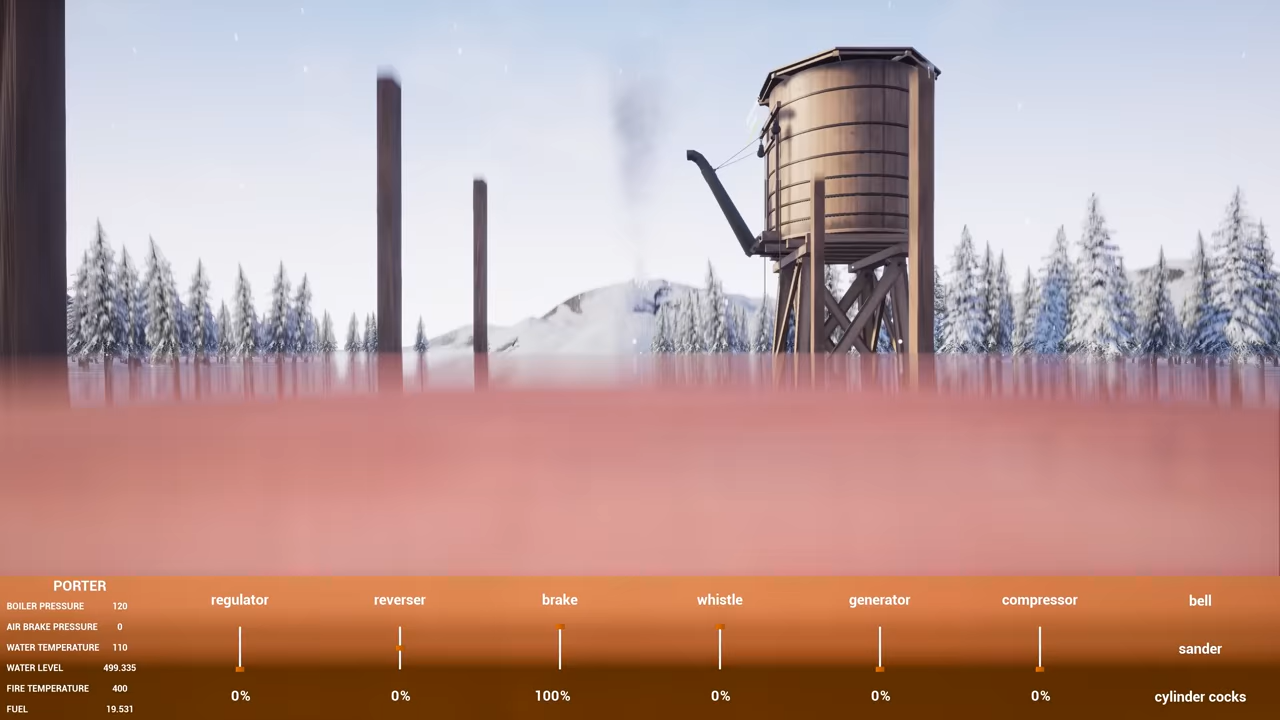 PORTER
BOILER PRESSURE 120
AIR BRAKE PRESSURE 0
WATER TEMPERATURE 110
WATER LEVEL 499.335
FIRE TEMPERATURE 400
FUEL 19.531
regulator
0%
reverser
0%
brake
100%
whistle
0%
generator
0%
compressor
0%
bell
sander
cylinder cocks